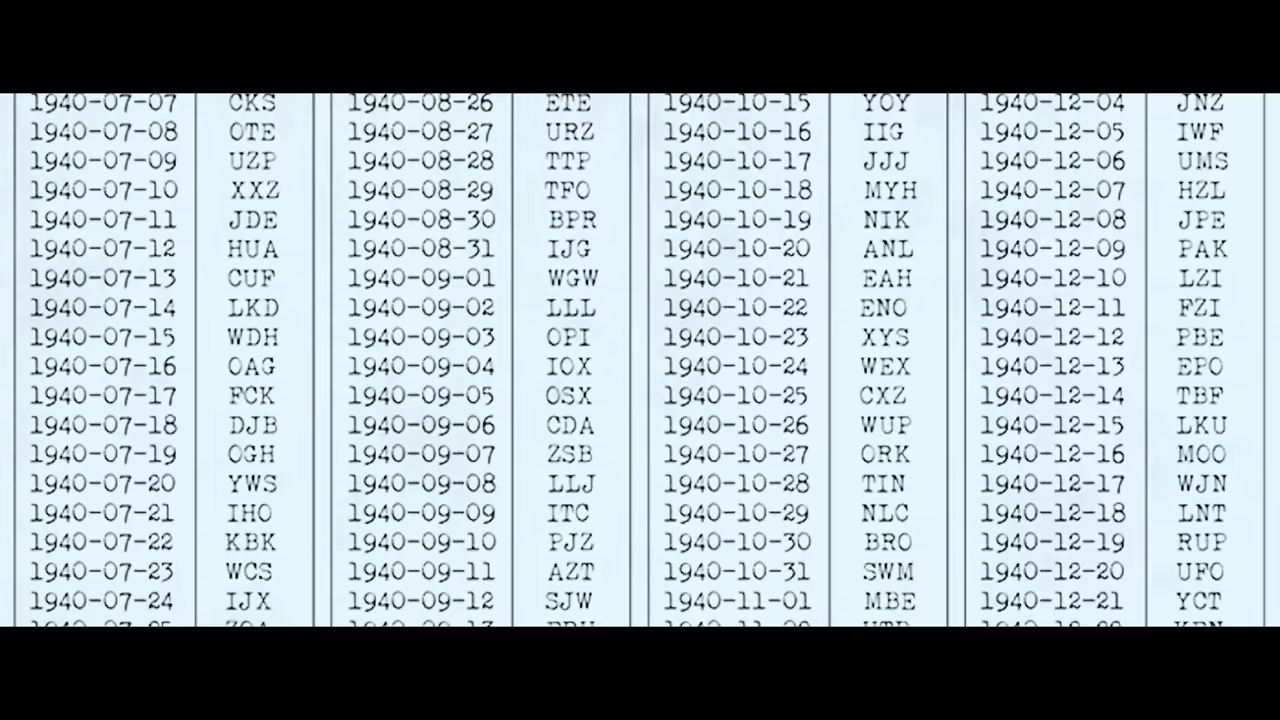 1940-07-07 CKS 1940-08-26 ETE 1940-10-15 YOY 1940-12-04 JNZ
1940-07-08 OTE 1940-08-27 URZ 1940-10-16 IIG 1940-12-05 IWF
1940-07-09 UZP 1940-08-28 TTP 1940-10-17 JJJ 1940-12-06 UMS
1940-07-10 XXZ 1940-08-29 TFO 1940-10-18 MYH 1940-12-07 HZL
1940-07-11 JDE 1940-08-30 BPR 1940-10-19 NIK 1940-12-08 JPE
1940-07-12 HUA 1940-08-31 IJG 1940-10-20 ANL 1940-12-09 PAK
1940-07-13 CUF 1940-09-01 WGW 1940-10-21 EAH 1940-12-10 LZI
1940-07-14 LKD 1940-09-02 LLL 1940-10-22 ENO 1940-12-11 FZI
1940-07-15 WDH 1940-09-03 OPI 1940-10-23 XYS 1940-12-12 PBE
1940-07-16 OAG 1940-09-04 IOX 1940-10-24 WEX 1940-12-13 EPO
1940-07-17 FCK 1940-09-05 OSX 1940-10-25 CXZ 1940-12-14 TBF
1940-07-18 DJB 1940-09-06 CDA 1940-10-26 WUP 1940-12-15 LKU
1940-07-19 OGH 1940-09-07 ZSB 1940-10-27 ORK 1940-12-16 MOO
1940-07-20 YWS 1940-09-08 LLJ 1940-10-28 TIN 1940-12-17 WJN
1940-07-21 IHO 1940-09-09 ITC 1940-10-29 NLC 1940-12-18 LNT
1940-07-22 KBK 1940-09-10 PJZ 1940-10-30 BRO 1940-12-19 RUP
1940-07-23 WCS 1940-09-11 AZT 1940-10-31 SWM 1940-12-20 UFO
1940-07-24 IJX 1940-09-12 SJW 1940-11-01 MBE 1940-12-21 YCT